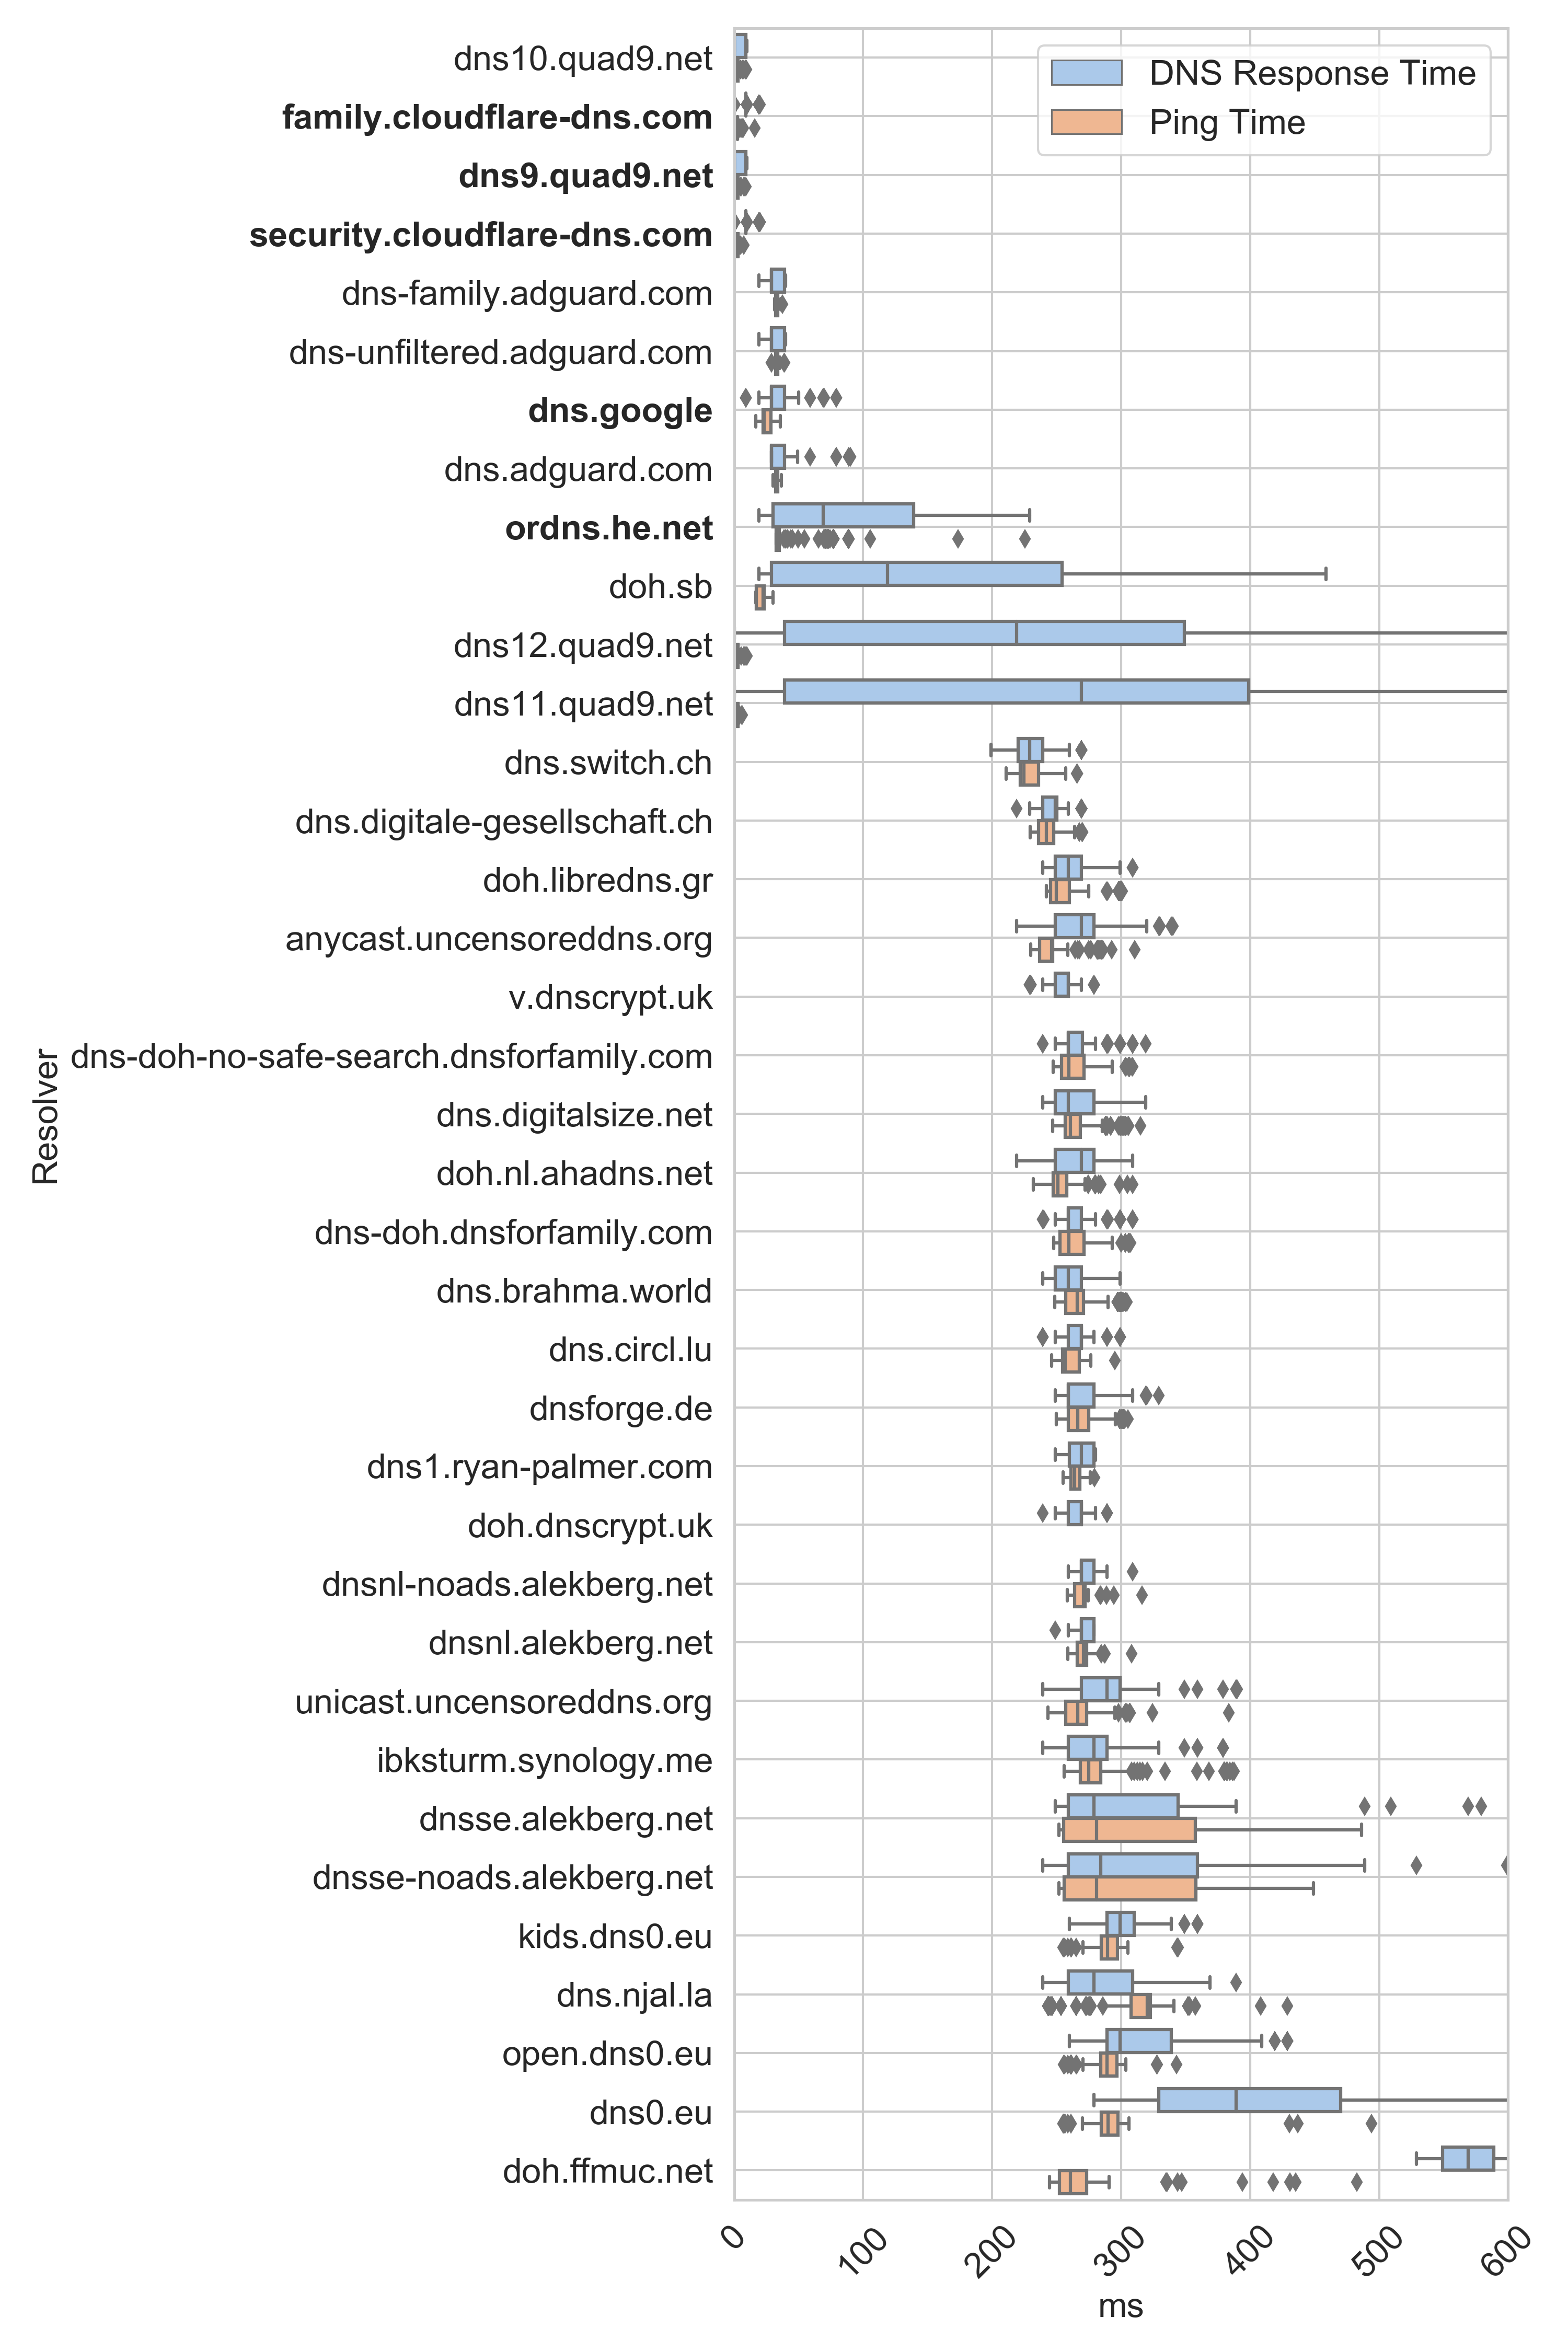 DNS Response Time
Ping Time
dns10.quad9.net
family.cloudflare-dns.com
dns9.quad9.net
security.cloudflare-dns.com
dns-family.adguard.com
dns-unfiltered.adguard.com
dns.google
dns.adguard.com
ordns.he.net
doh.sb
dns12.quad9.net
dns11.quad9.net
dns.switch.ch
dns.digitale-gesellschaft.ch
doh.libredns.gr
anycast.uncensoreddns.org
v.dnscrypt.uk
dns-doh-no-safe-search.dnsforfamily.com
dns.digitalsize.net
doh.nl.ahadns.net
dns-doh.dnsforfamily.com
dns.brahma.world
dns.circl.lu
dnsforge.de
dns1.ryan-palmer.com
doh.dnscrypt.uk
dnsnl-noads.alekberg.net
dnsnl.alekberg.net
unicast.uncensoreddns.org
ibksturm.synology.me
dnsse.alekberg.net
dnsse-noads.alekberg.net
kids.dns0.eu
dns.njal.la
open.dns0.eu
dns0.eu
doh.ffmuc.net
Resolver
0 100 200 300 400 500 600
ms